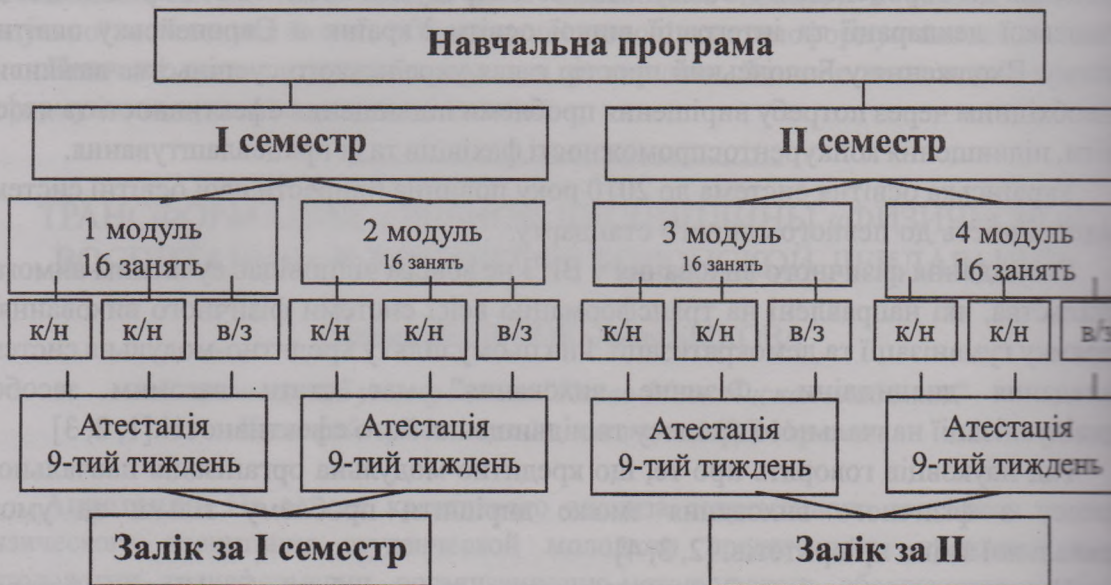 Навчальна програма
I семестр
II семестр
1 модуль
16 занять
2 модуль
16 занять
3 модуль
16 занять
4 модуль
16 занять
к/н к/н в/з к/н к/н в/з к/н к/н в/з к/н к/н в/з
Атестація
9-тий тиждень
Атестація
9-тий тиждень
Атестація
9-тий тиждень
Атестація
9-тий тиждень
Залік за I семестр
Залік за II